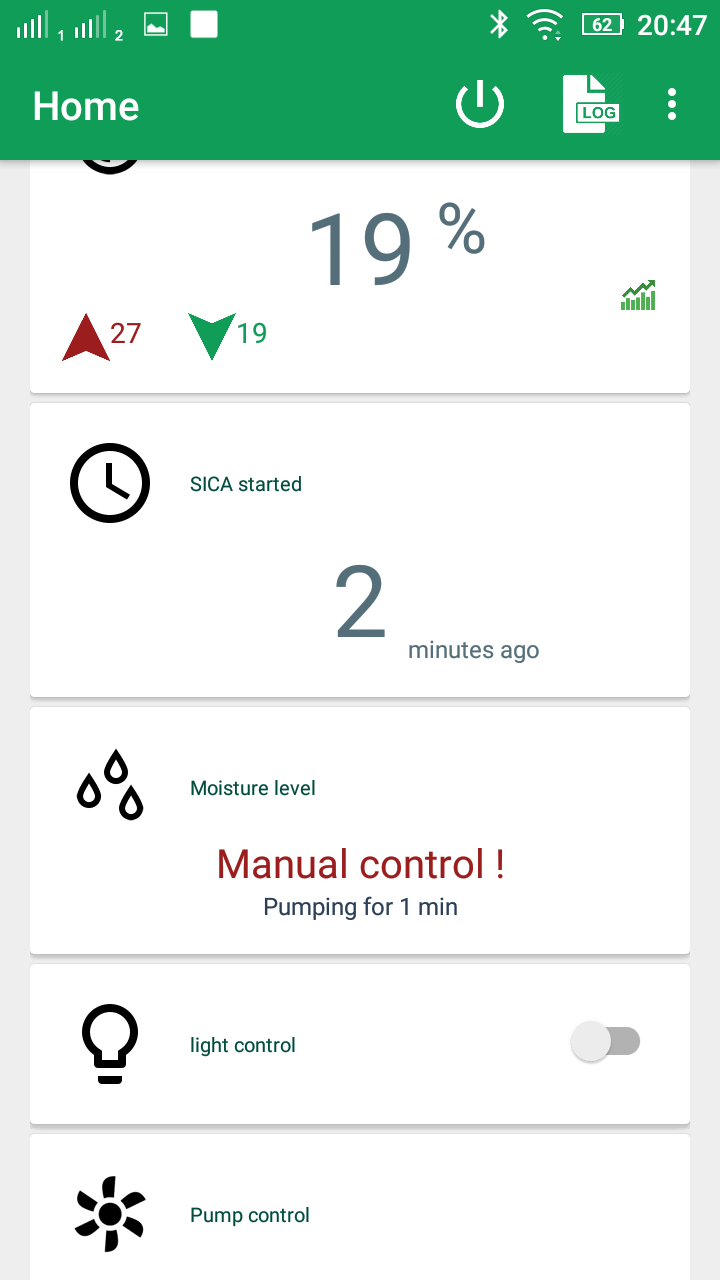 1 2 62 20:47
Home LOG
19 %
27 19
SICA started
2 minutes ago
Moisture level
Manual control !
Pumping for 1 min
light control
Pump control